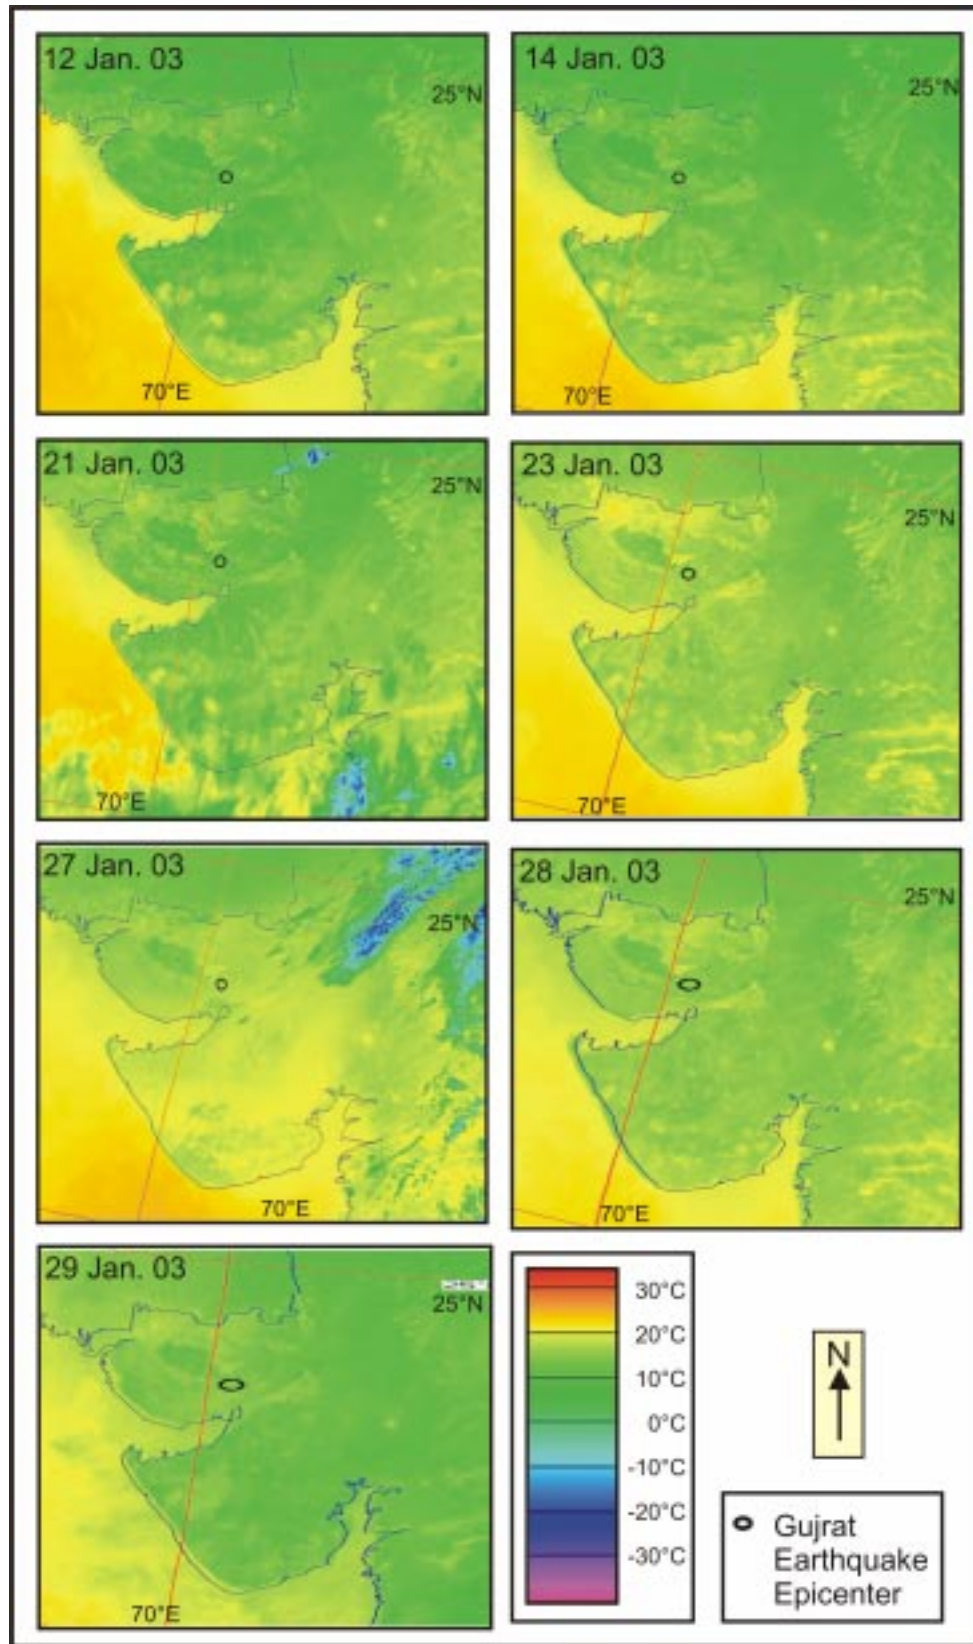 12 Jan. 03
25°N
70°E
14 Jan. 03
25°N
70°E
21 Jan. 03
25°N
70°E
23 Jan. 03
25°N
70°E
27 Jan. 03
25°N
70°E
28 Jan. 03
25°N
70°E
29 Jan. 03
25°N
70°E
30°C
20°C
10°C
0°C
-10°C
-20°C
-30°C
N
Gujrat
Earthquake
Epicenter